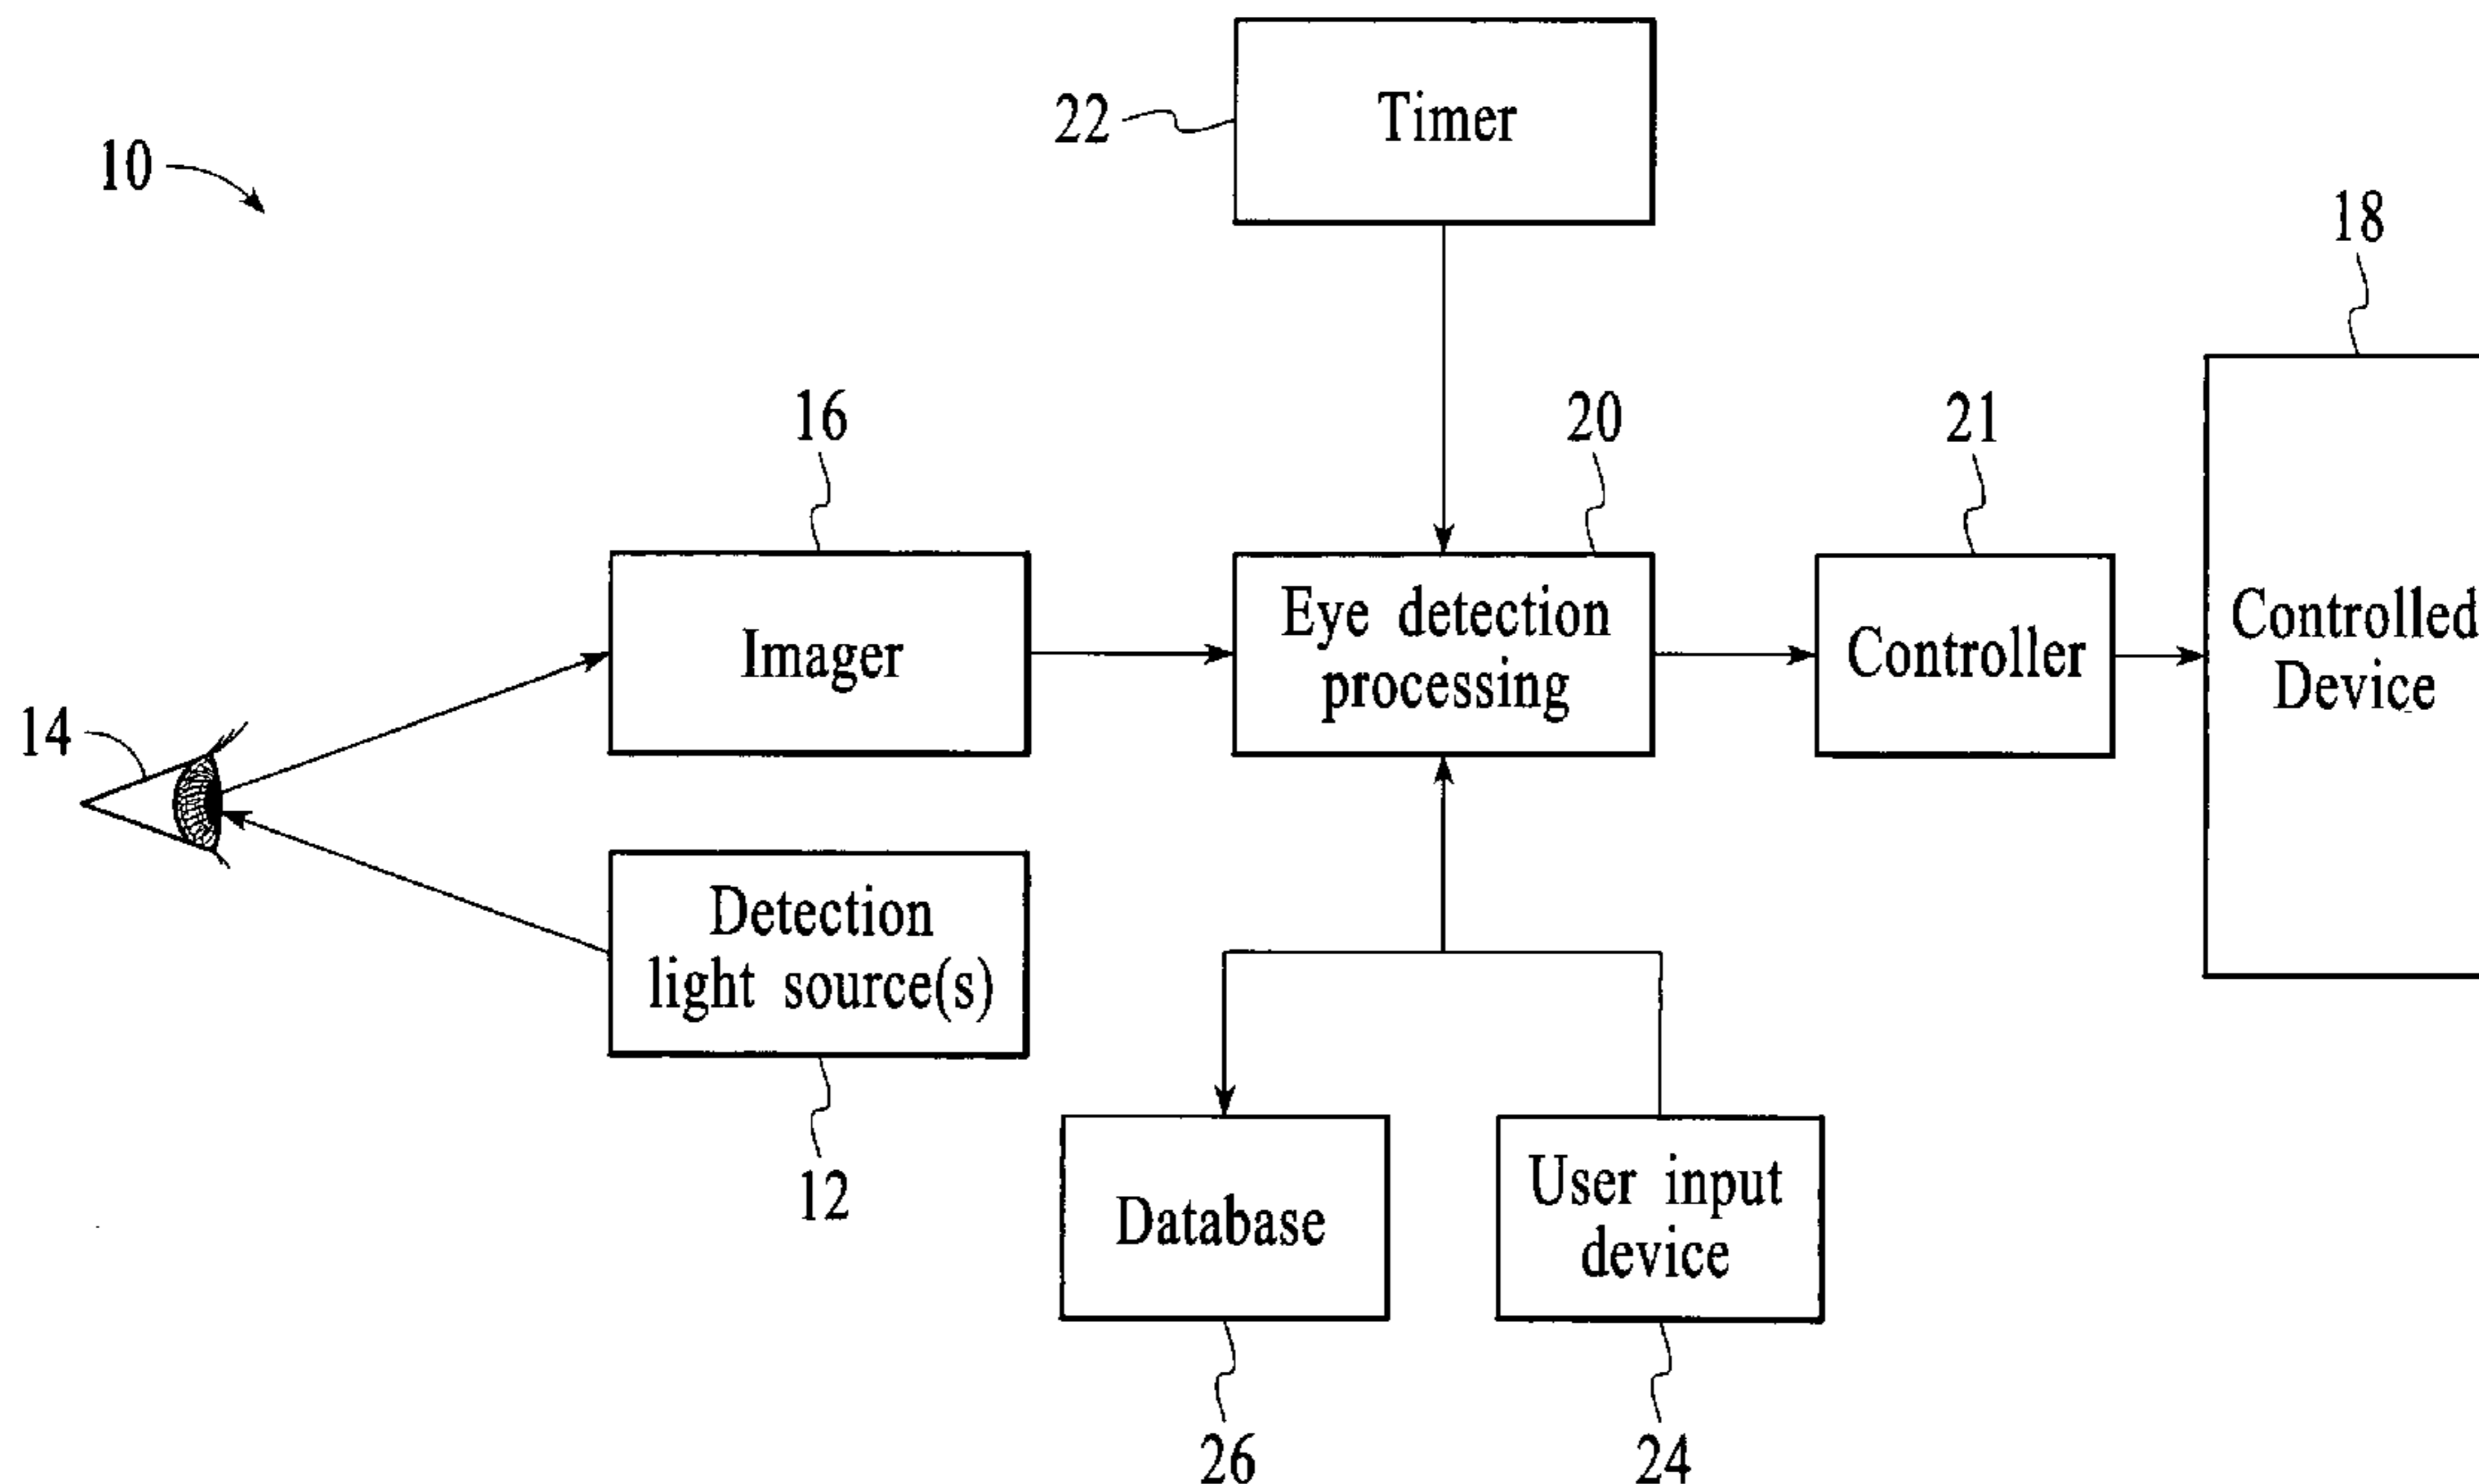 Timer
22
10
18
16
20
21
Imager
Eye detection
processing
Controller
Controlled
Device
14
Detection
light source(s)
12
Database
User input
device
26
24